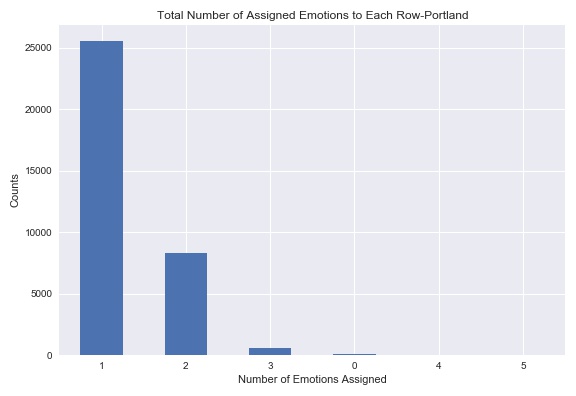 Total Number of Assigned Emotions to Each Row-Portland
25000
20000
15000
10000
5000
0
Counts
1 2 3 0 4 5
Number of Emotions Assigned